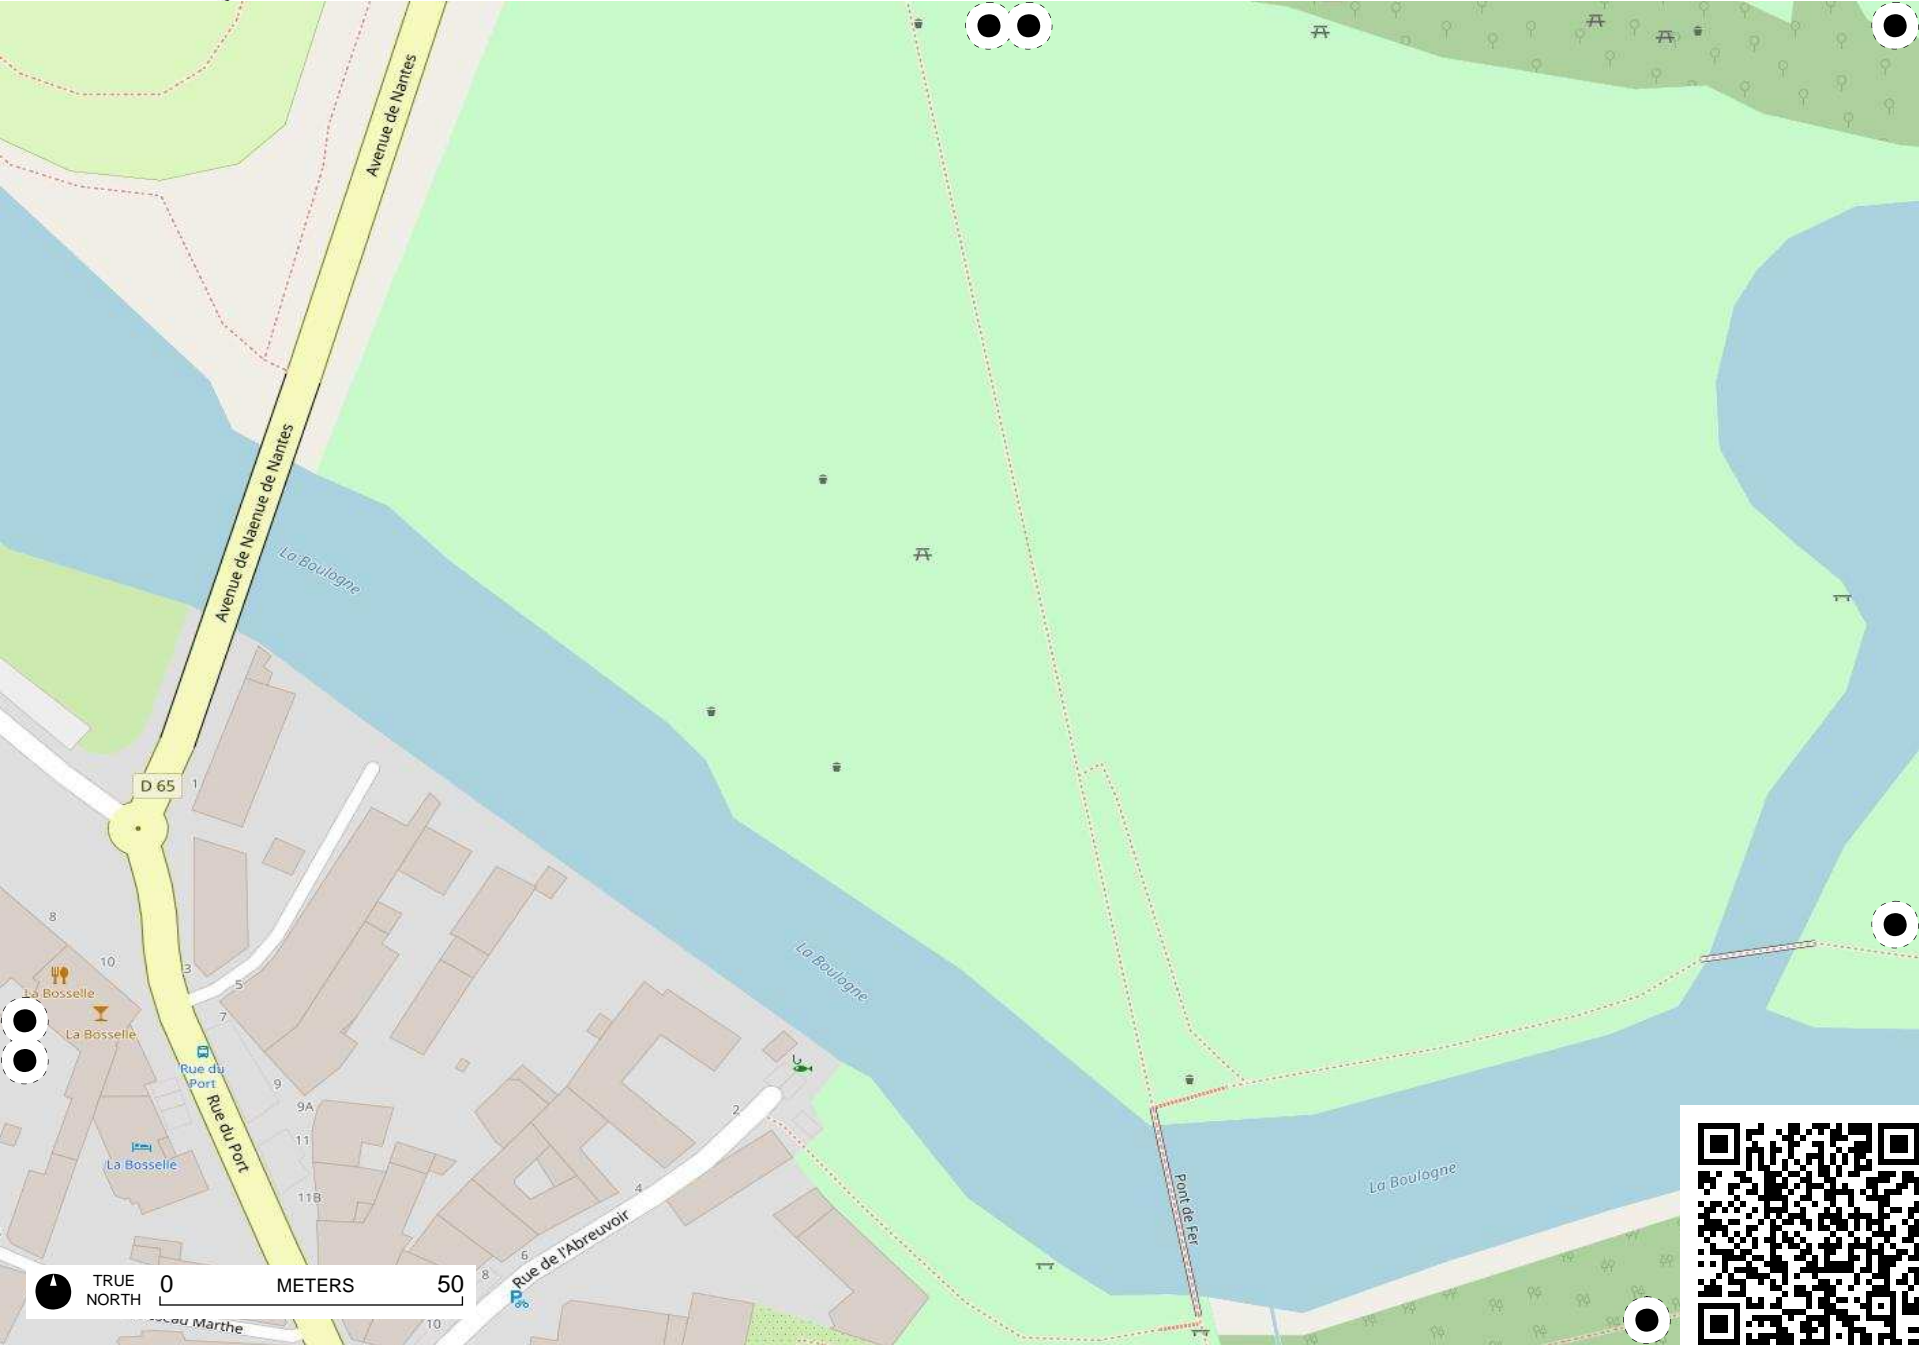 Avenue de Nantes
Avenue de Naenue de Nantes
La Boulogne
D 65
1
8
10
3
5
La Bosselle
La Bosselle
7
La Boulogne
Rue du
Port
9
9A
2
Rue du Port
11
La Bosselle
Pont de Fer
La Boulogne
11B
4
6
Rue de l'Abreuvoir
8
P
10
TRUE
NORTH
0
METERS
50
eau Marthe